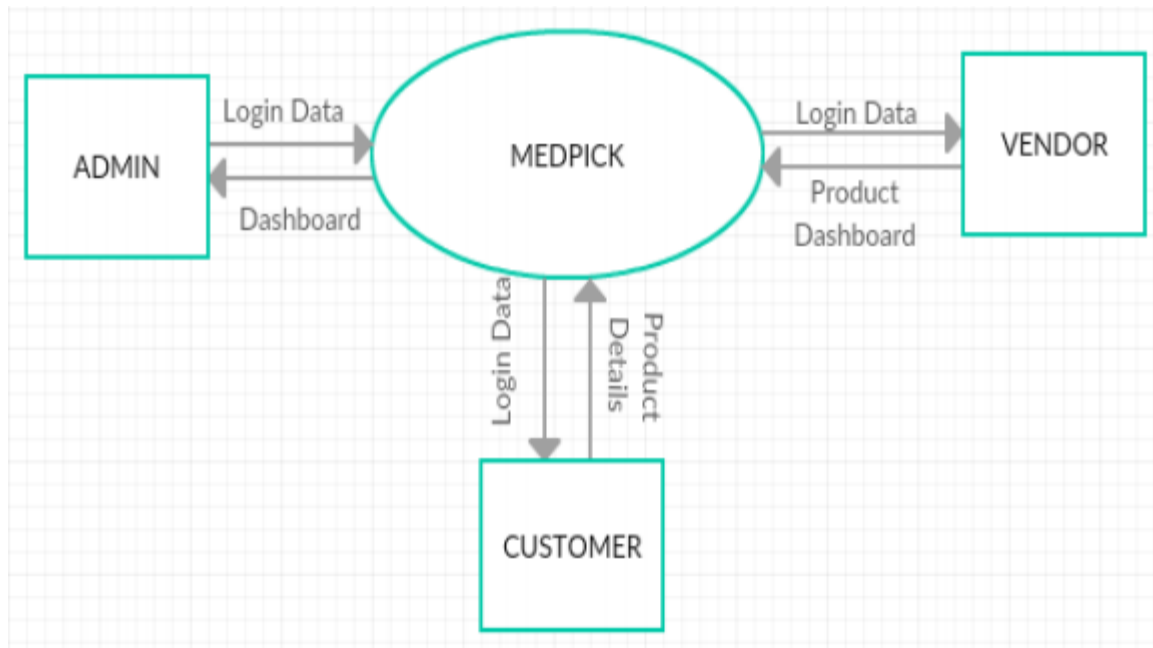 Login Data
ADMIN
Dashboard
MEDPICK
Login Data
Product
Dashboard
VENDOR
Login Data
Product
Details
CUSTOMER